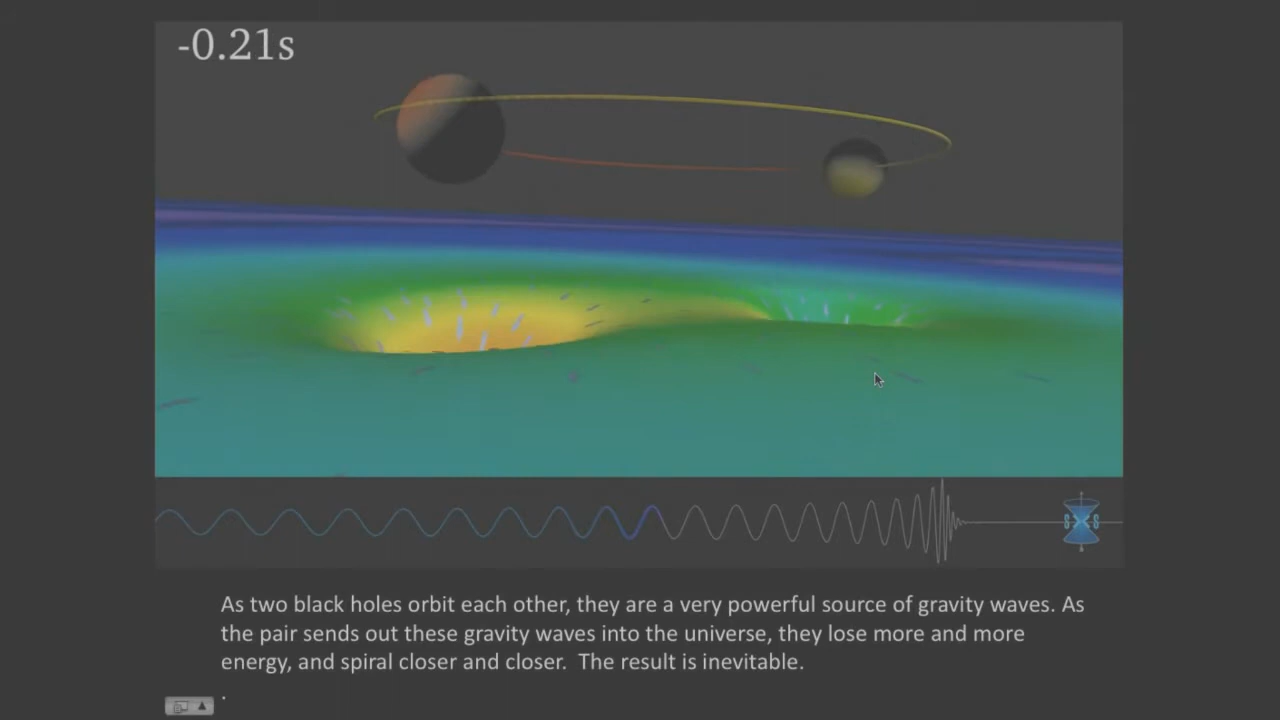 -0.21s
S S
As two black holes orbit each other, they are a very powerful source of gravity waves. As
the pair sends out these gravity waves into the universe, they lose more and more
energy, and spiral closer and closer.  The result is inevitable.
.